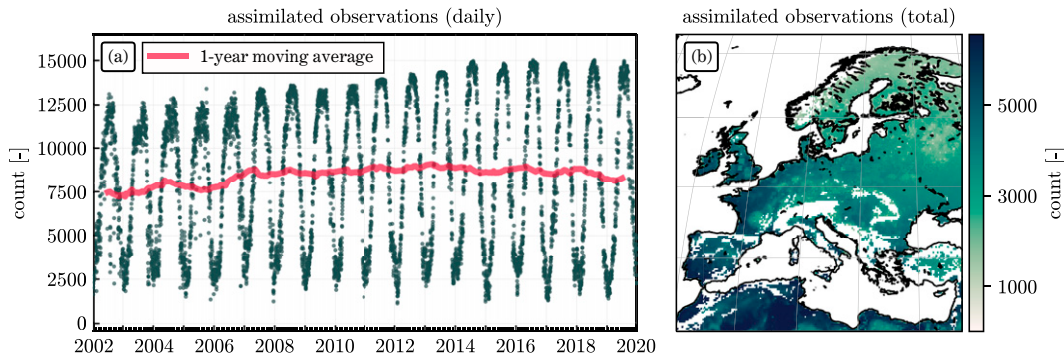 assimilated observations (daily)
(a)
1-year moving average
count [-]
15000
12500
10000
7500
5000
2500
0
2002 2004 2006 2008 2010 2012 2014 2016 2018 2020
assimilated observations (total)
(b)
5000
3000
1000
count [-]